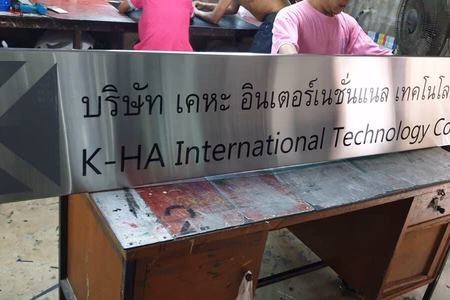 บริษัท เคหะ อินเตอร์เนชั่นแนล เทคโนโล
K-HA International Technology Co